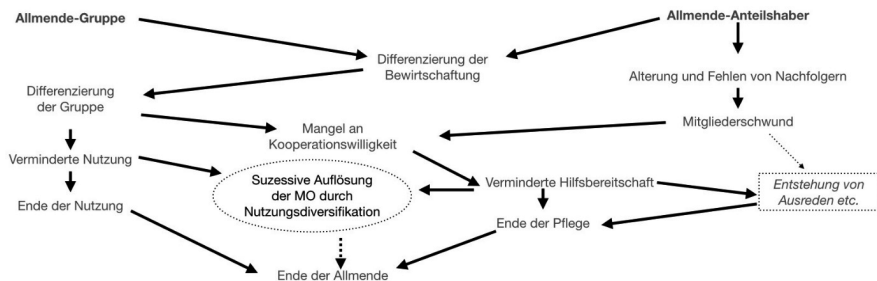 Allmende-Gruppe
Allmende-Anteilshaber
Differenzierung der
Bewirtschaftung
Alterung und Fehlen von Nachfolgern
Differenzierung
der Gruppe
Mangel an
Kooperationswilligkeit
Mitgliederschwund
Verminderte Nutzung
Suzessive Auflösung
der MO durch
Nutzungsdiversifikation
Verminderte Hilfsbereitschaft
Entstehung von
Ausreden etc.
Ende der Nutzung
Ende der Pflege
Ende der Allmende